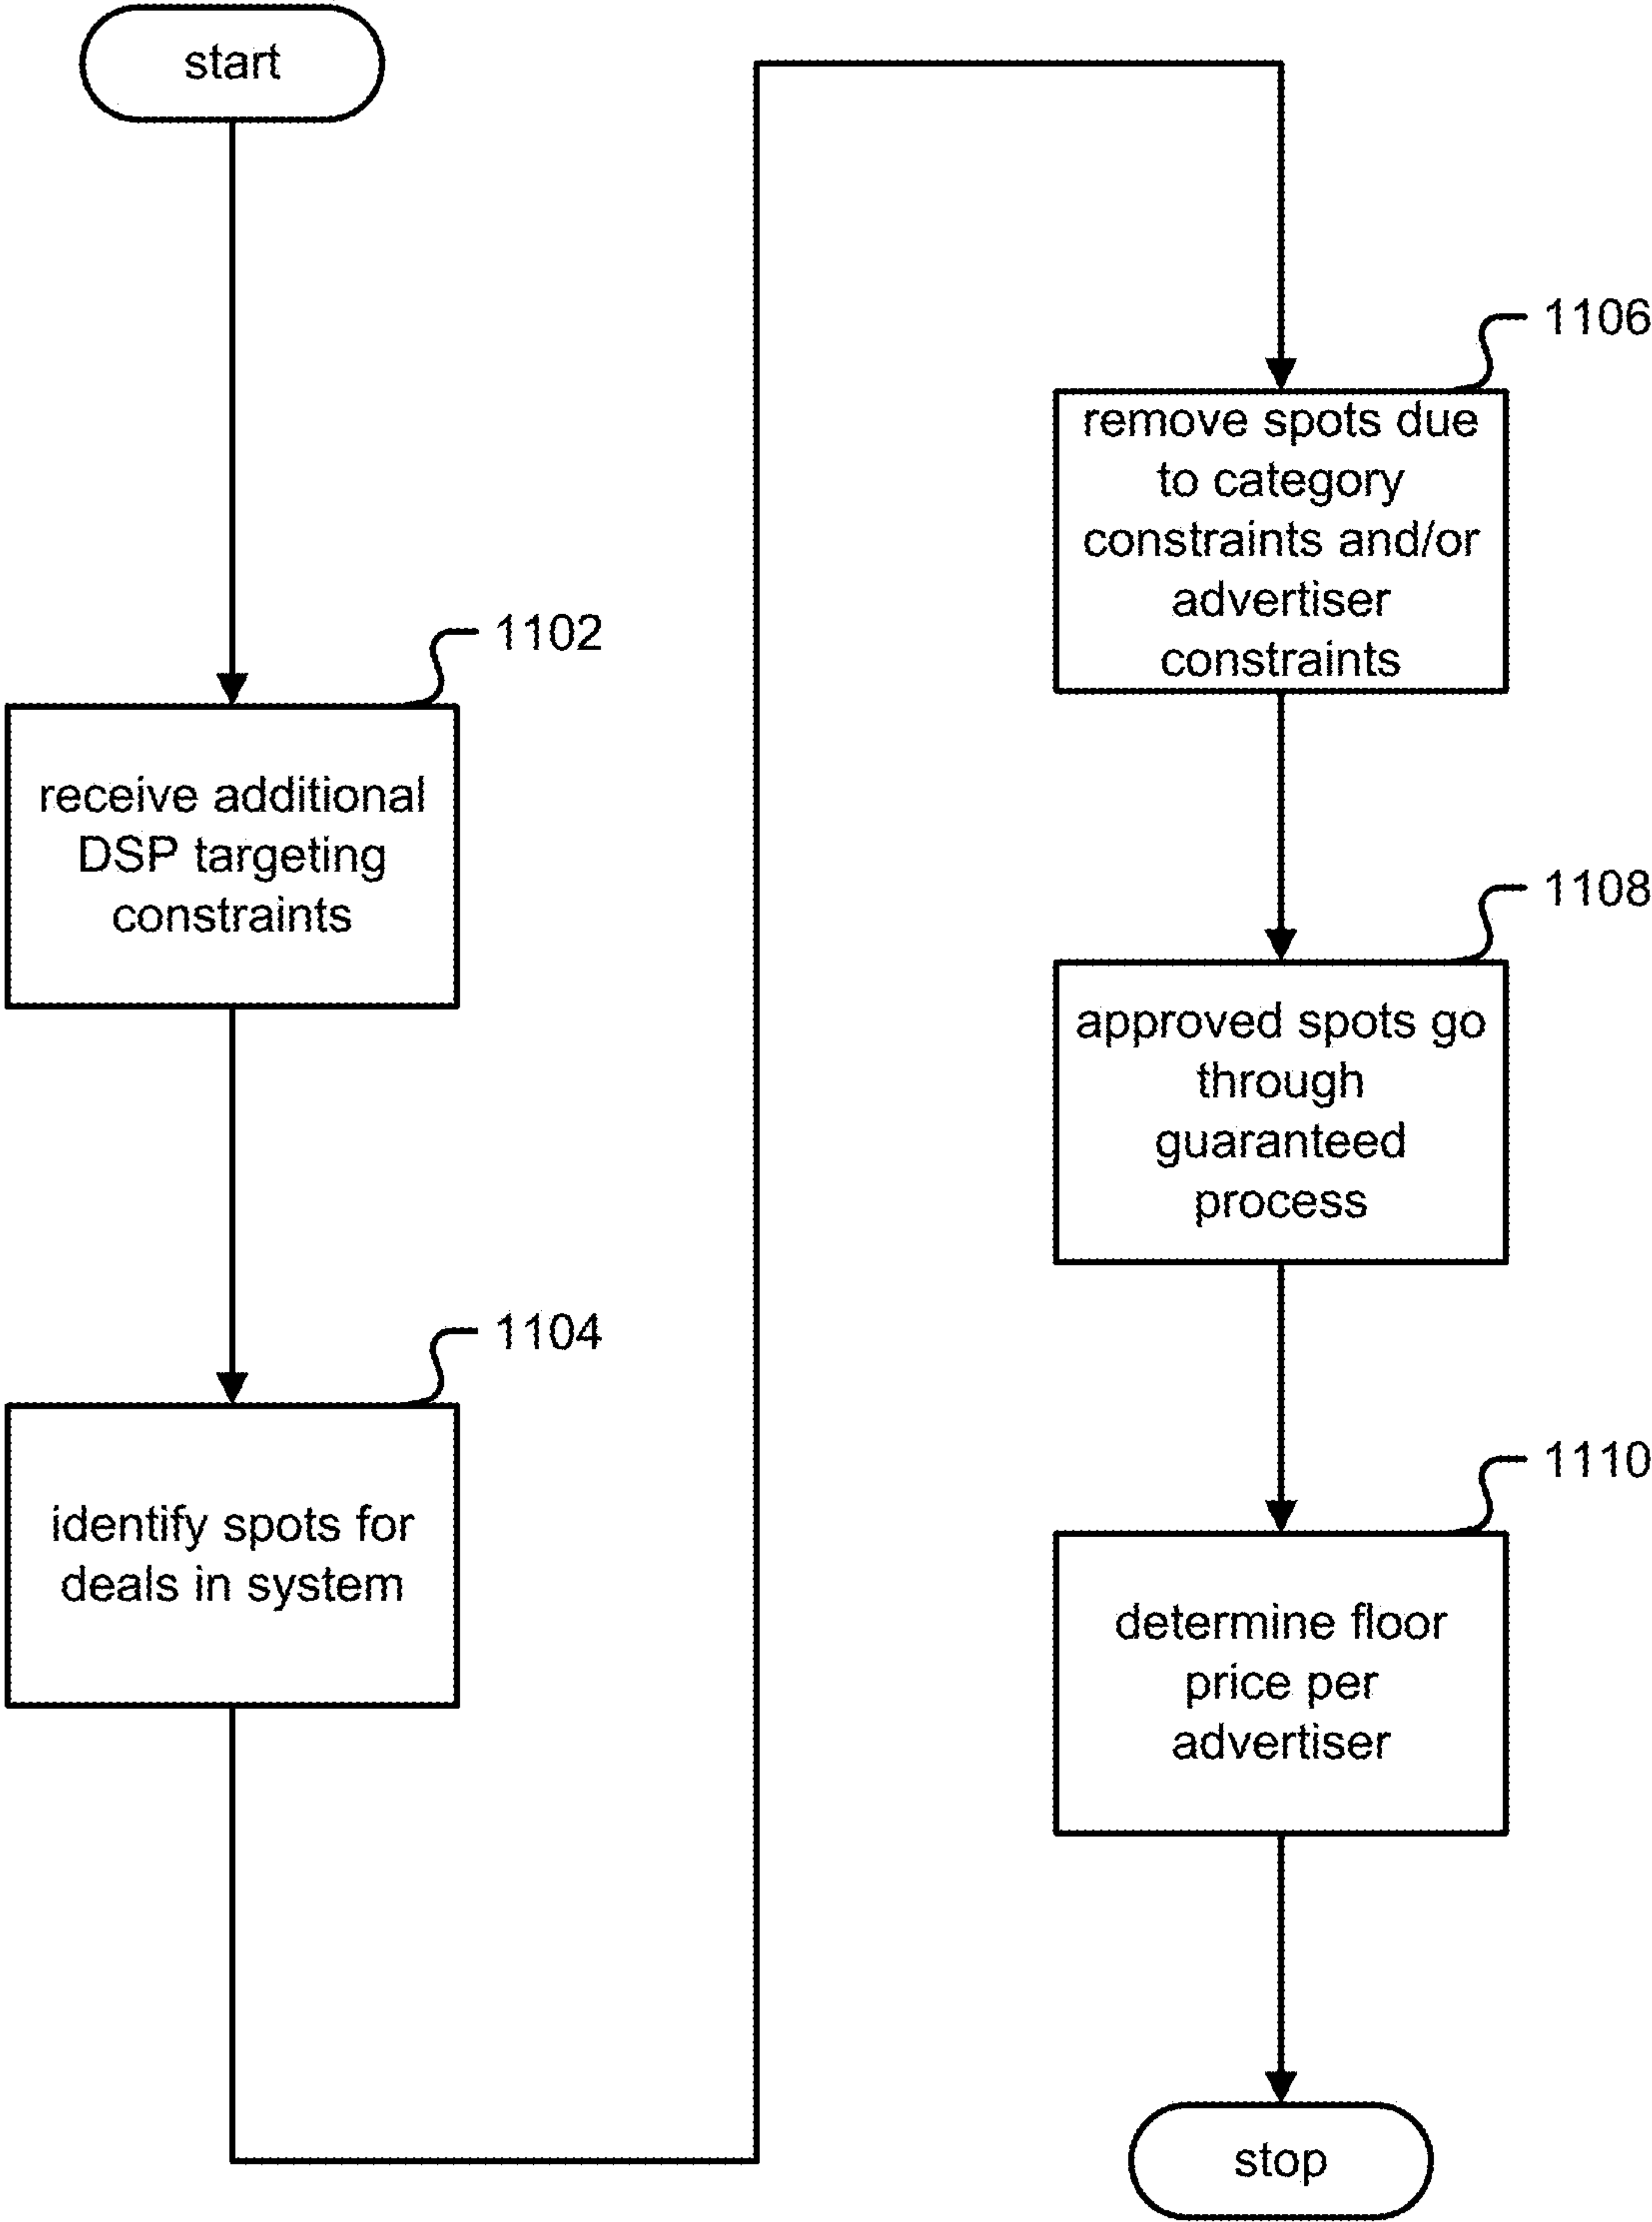 start
1102
receive additional
DSP targeting
constraints
1104
identify spots for
deals in system
1106
remove spots due
to category
constraints and/or
advertiser
constraints
1108
approved spots go
through
guaranteed
process
1110
determine floor
price per
advertiser
stop